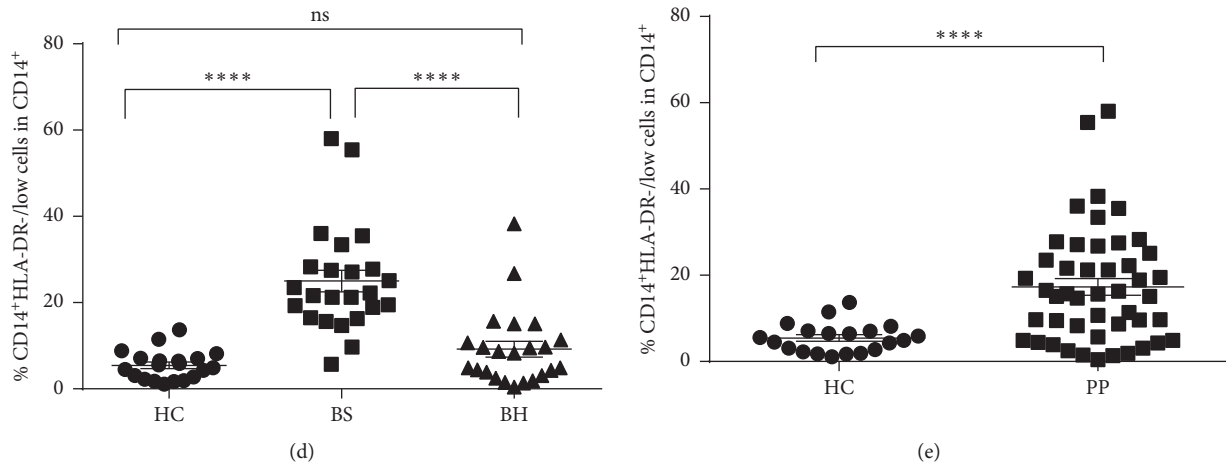 ns
****
****
% CD14⁺HLA-DR-/low cells in CD14⁺
80
60
40
20
0
HC
BS
BH
(d)
****
% CD14⁺HLA-DR-/low cells in CD14⁺
80
60
40
20
0
HC
PP
(e)